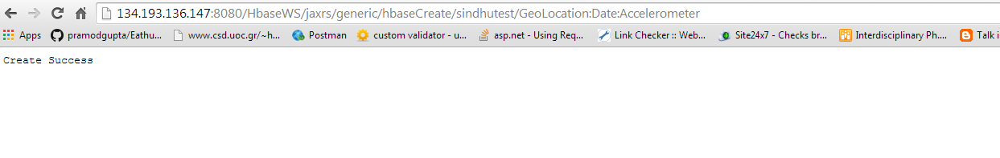 134.193.136.147:8080/HbaseWS/jaxrs/generic/hbaseCreate/sindhutest/GeoLocation:Date:Accelerometer
Apps pramodgupta/Eathu... www.csd.uoc.gr/~h... Postman custom validator - u... asp.net - Using Req... Link Checker :: Web... Site24x7 - Checks br... Interdisciplinary Ph.... Talk i
Create Success